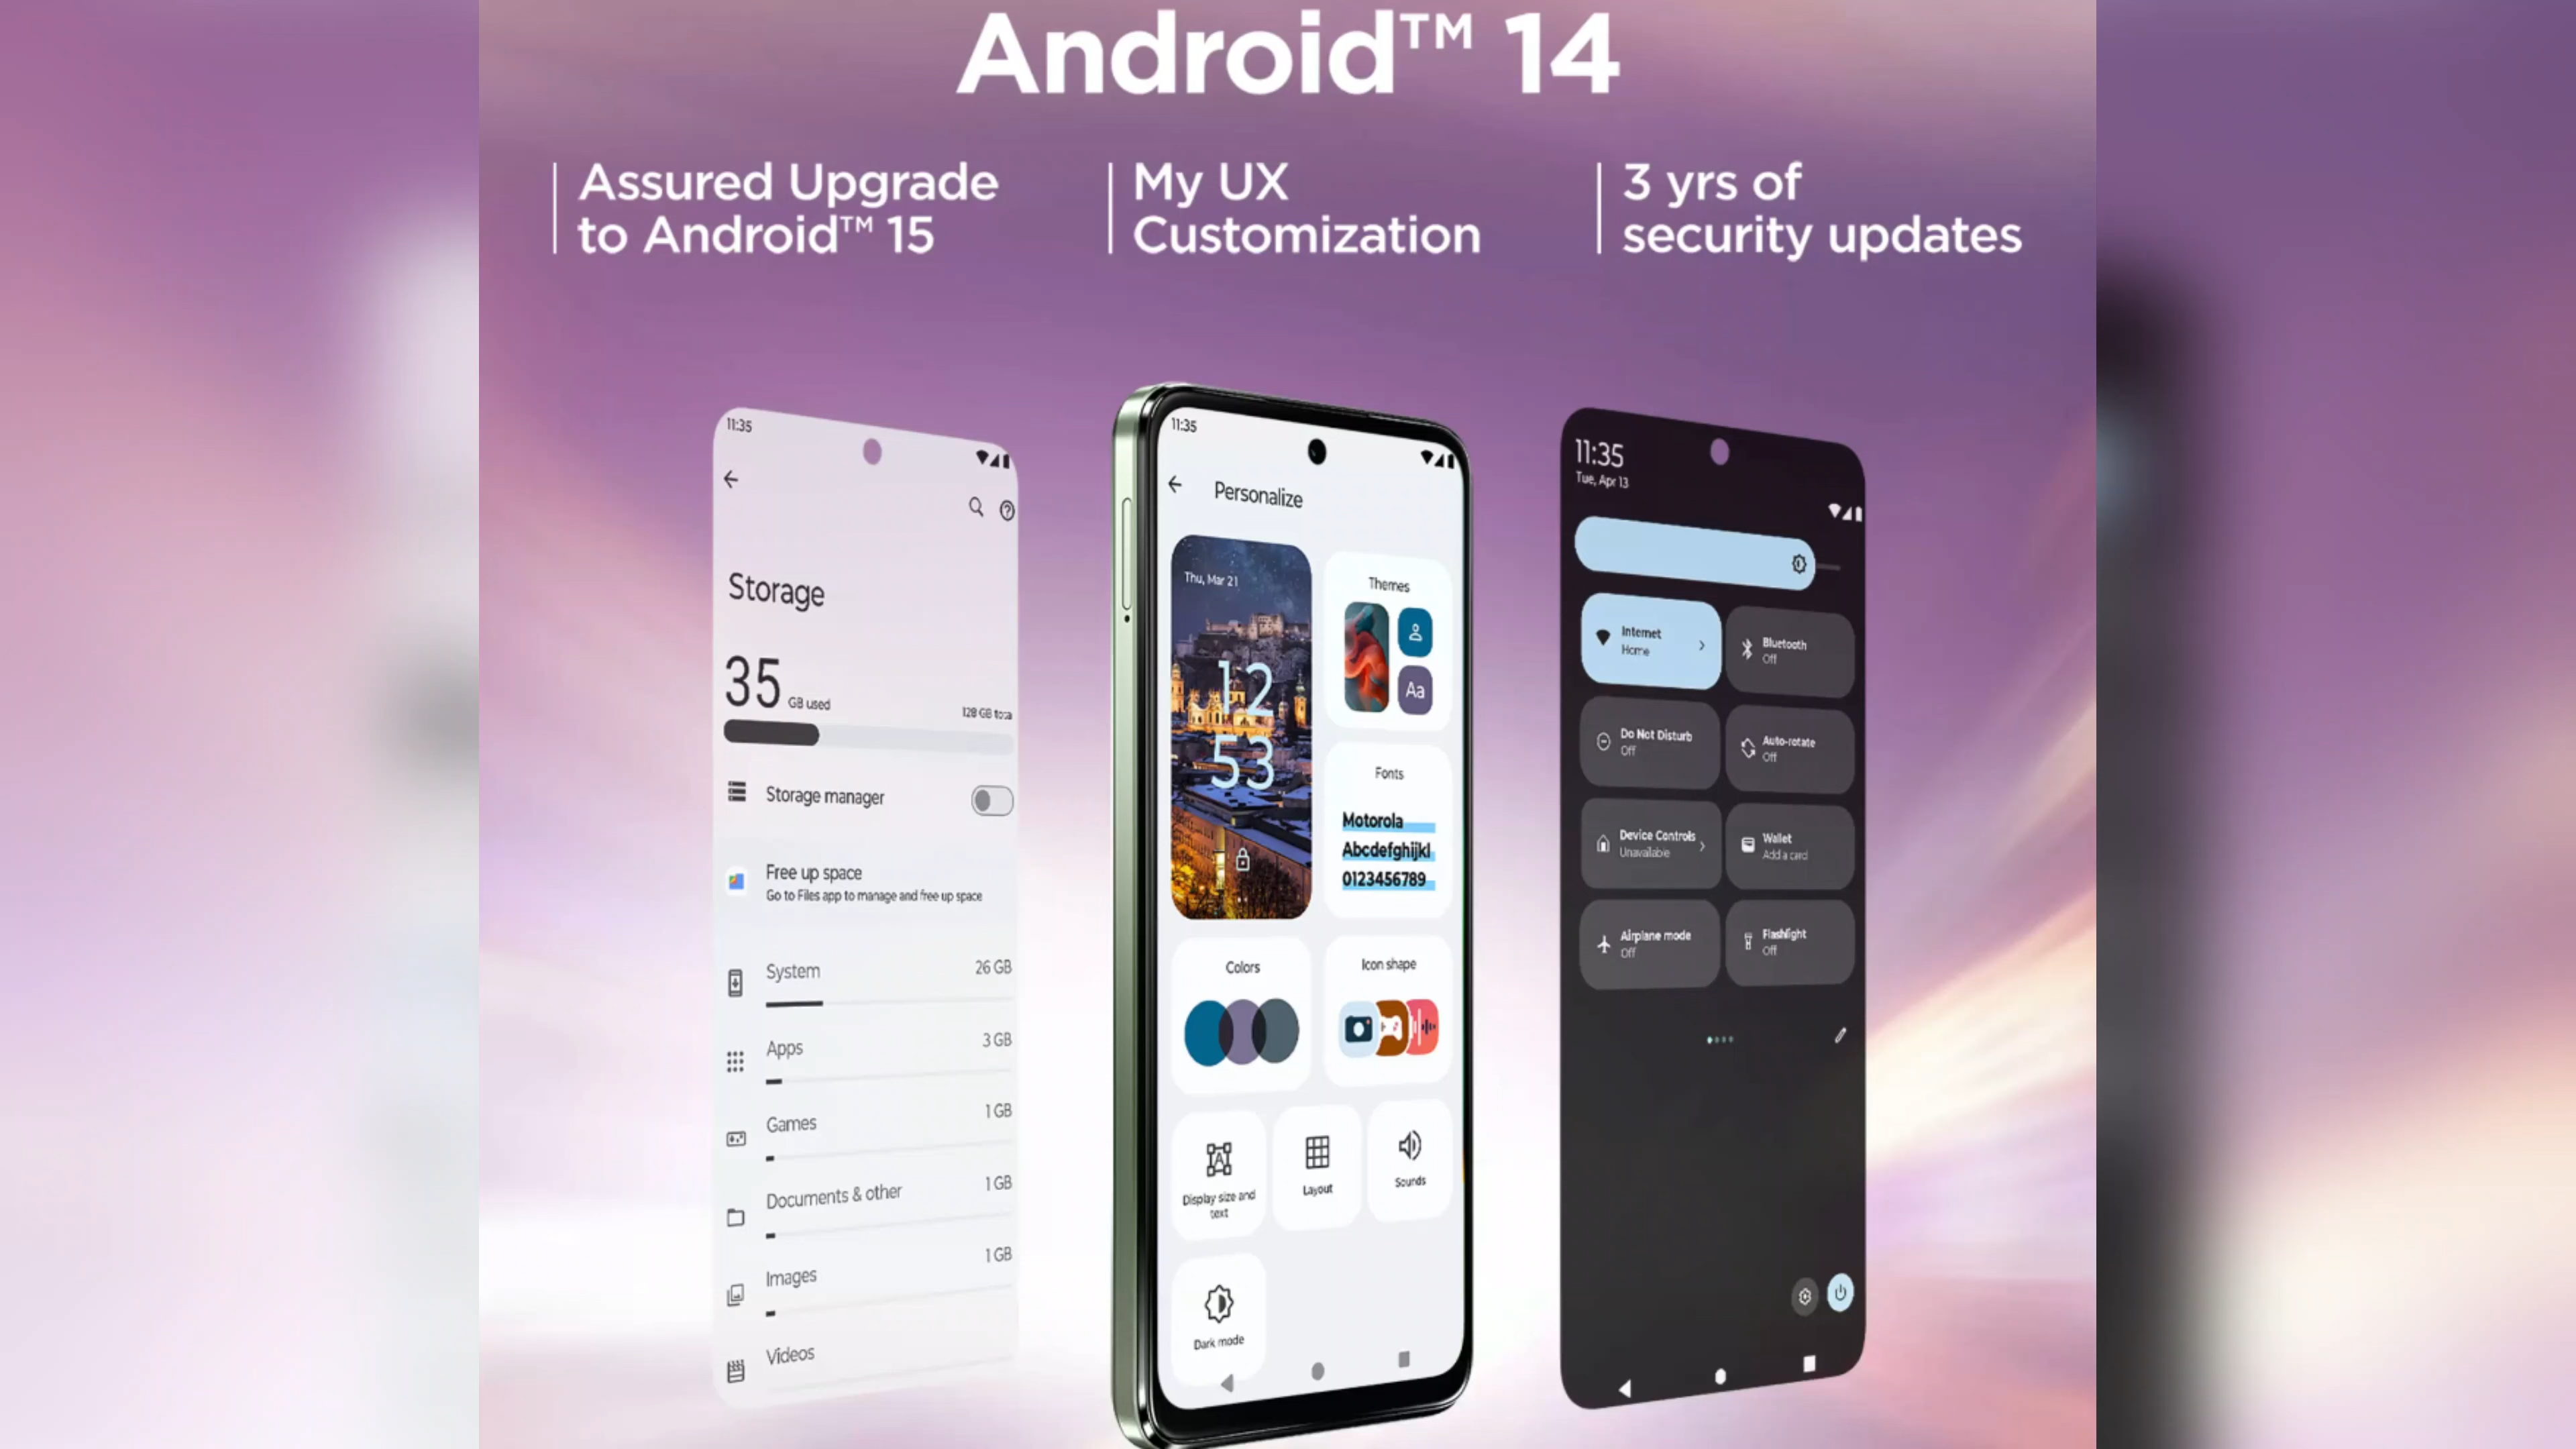 Android™ 14
Assured Upgrade
to Android™ 15
My UX
Customization
3 yrs of
security updates
11:35
Storage
35 GB used
128 GB tota
Storage manager
Free up space
Go to Files app to manage and free up space
System
26 GB
Apps
3 GB
Games
1 GB
Documents & other
1 GB
Images
1 GB
Videos
11:35
Personalize
Thu, Mar 21
12
53
Themes
Aa
Fonts
Motorola
Abcdefghijkl
0123456789
Colors
Icon shape
Display size and
text
Layout
Sounds
Dark mode
11:35
Tue, Apr 13
Internet
Home
Bluetooth
Off
Do Not Disturb
Off
Auto-rotate
Off
Device Controls
Unavailable
Wallet
Add a card
Airplane mode
Off
Flashlight
Off